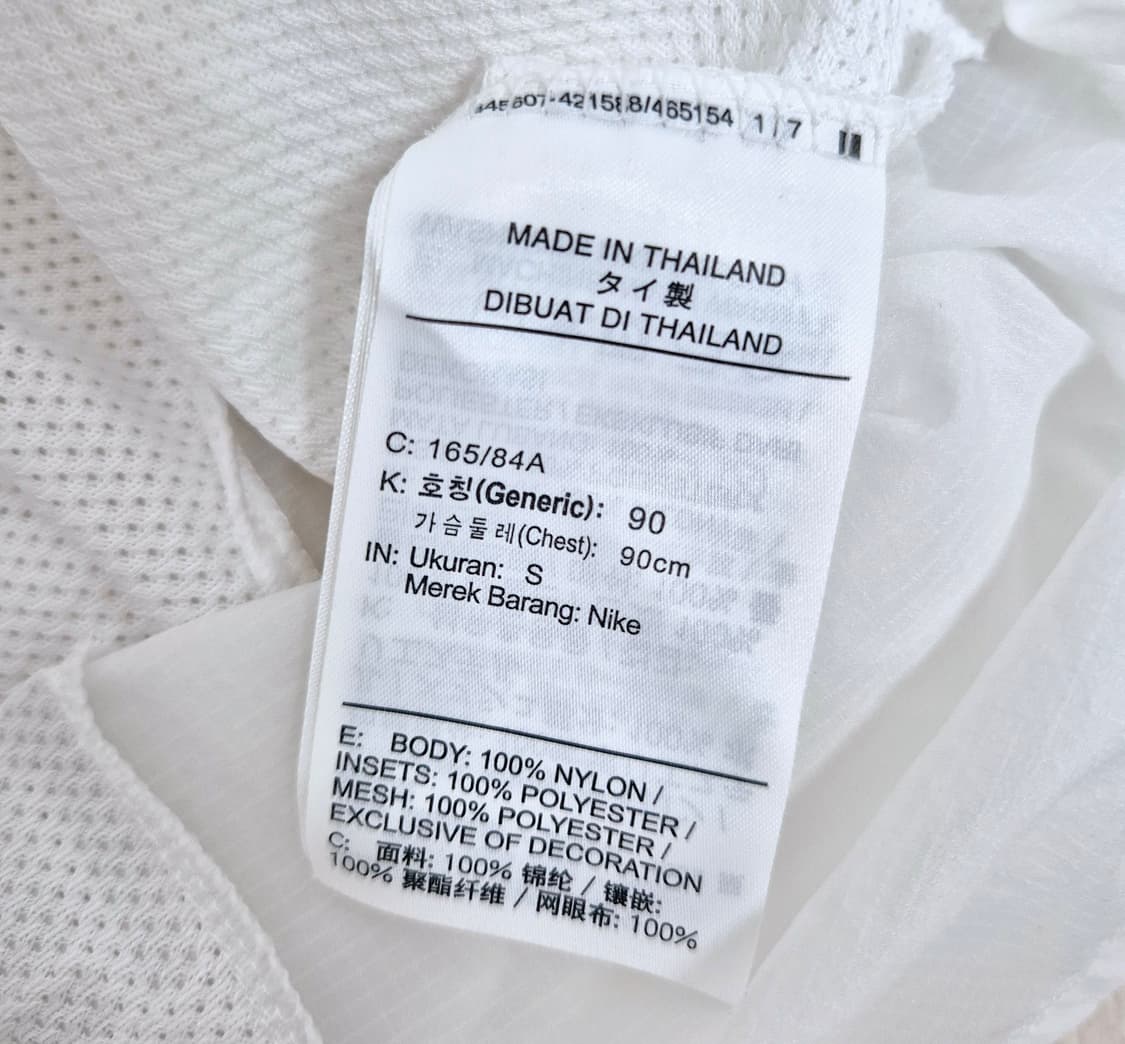 421588/465154 1 / 7
MADE IN THAILAND
タイ製
DIBUAT DI THAILAND
C: 165/84A
K: 호칭(Generic): 90
가슴둘레(Chest): 90cm
IN: Ukuran: S
Merek Barang: Nike
E: BODY: 100% NYLON /
INSETS: 100% POLYESTER /
MESH: 100% POLYESTER /
EXCLUSIVE OF DECORATION
C: 面料: 100% 锦纶 / 镶嵌:
100% 聚酯纤维 / 网眼布: 100%